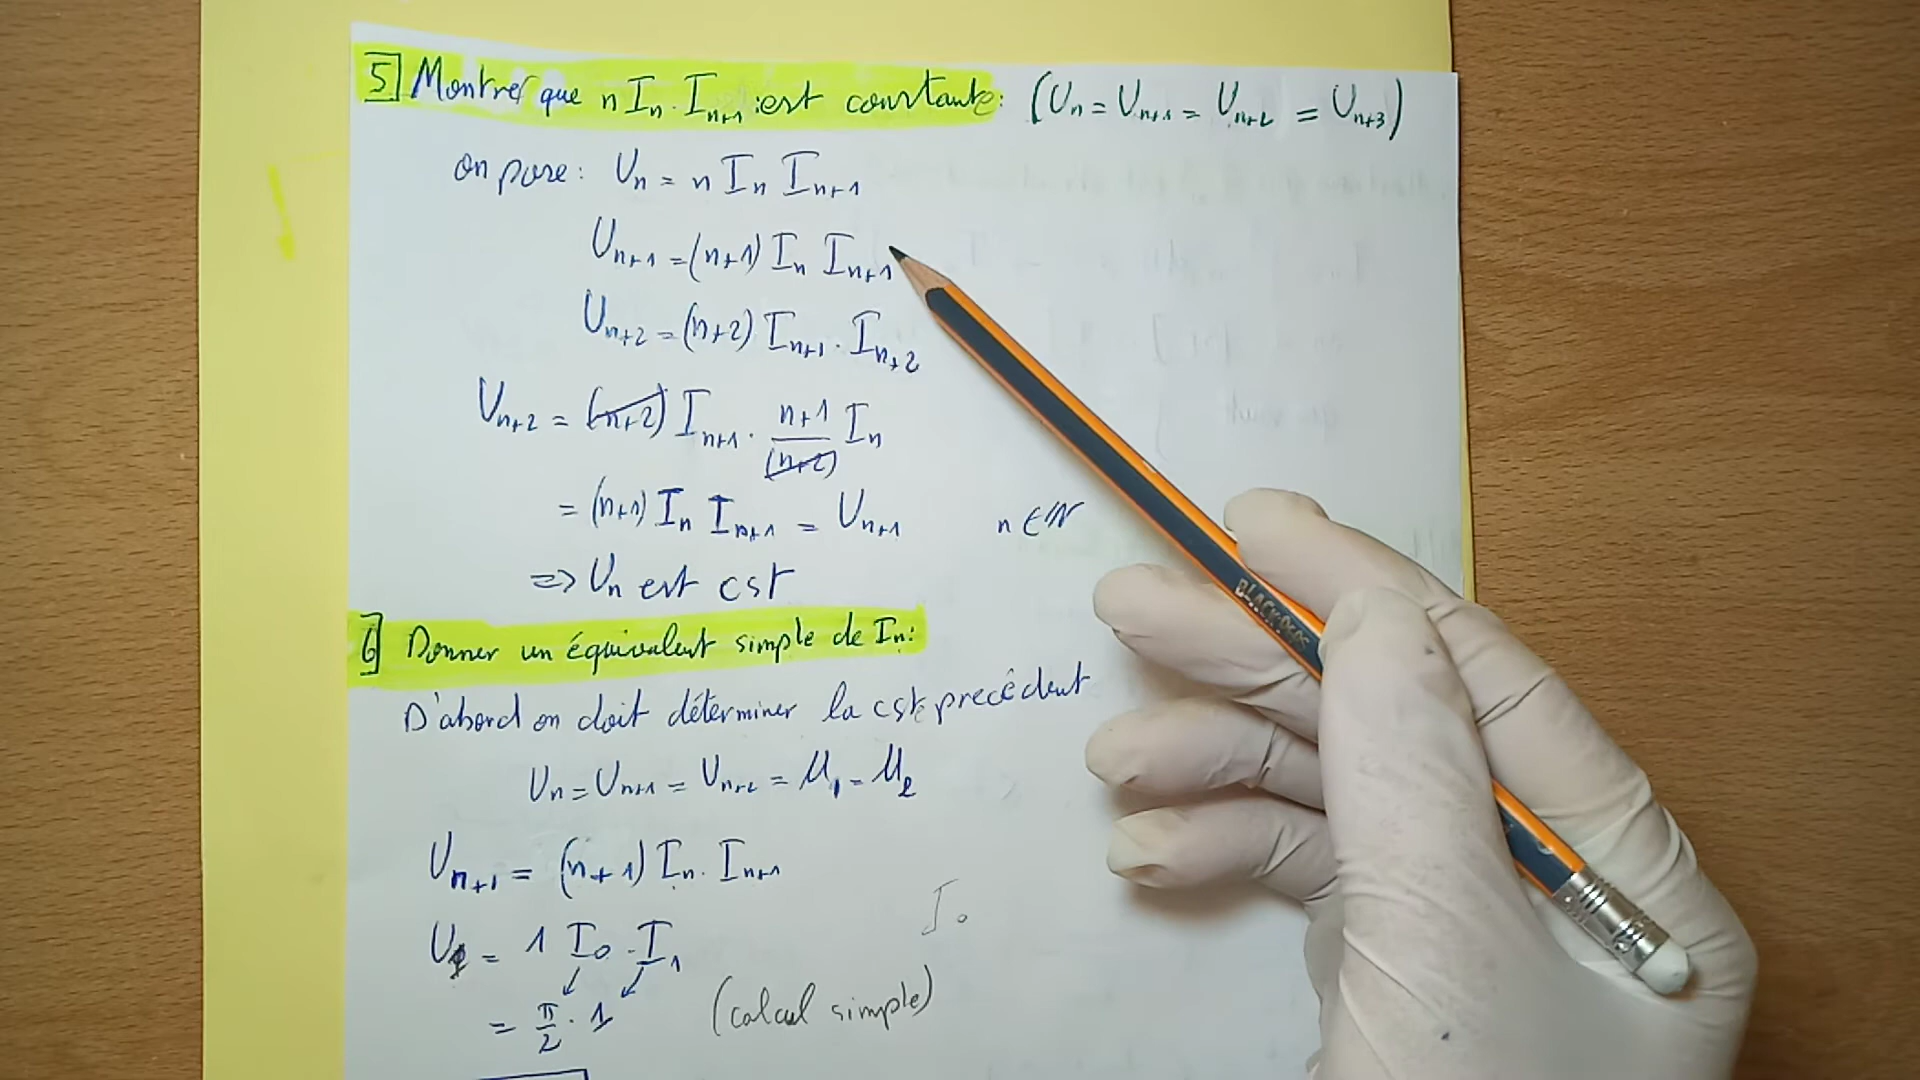 5] Montrer que n Iₙ . Iₙ₊₁ : est constante : (Uₙ = Uₙ₊₁ = Uₙ₊₂ = Uₙ₊₃)
on pose : Uₙ = n Iₙ Iₙ₊₁
Uₙ₊₁ = (n+1) Iₙ Iₙ₊₁
Uₙ₊₂ = (n+2) Iₙ₊₁ . Iₙ₊₂
Uₙ₊₂ = (n+2) Iₙ₊₁ . n+1/(n+2) Iₙ
= (n+1) Iₙ Iₙ₊₁ = Uₙ₊₁ n ∈ ℕ
=> Uₙ est cst
6] Donner un équivalent simple de Iₙ :
D'abord on doit déterminer la cste precêdent
Uₙ = Uₙ₊₁ = Uₙ₊₂ = U₁ = U₂
Uₙ₊₁ = (n+1) Iₙ . Iₙ₊₁
I₀
U₁ = 1 I₀ . I₁
= π/2 . 1 (calcul simple)